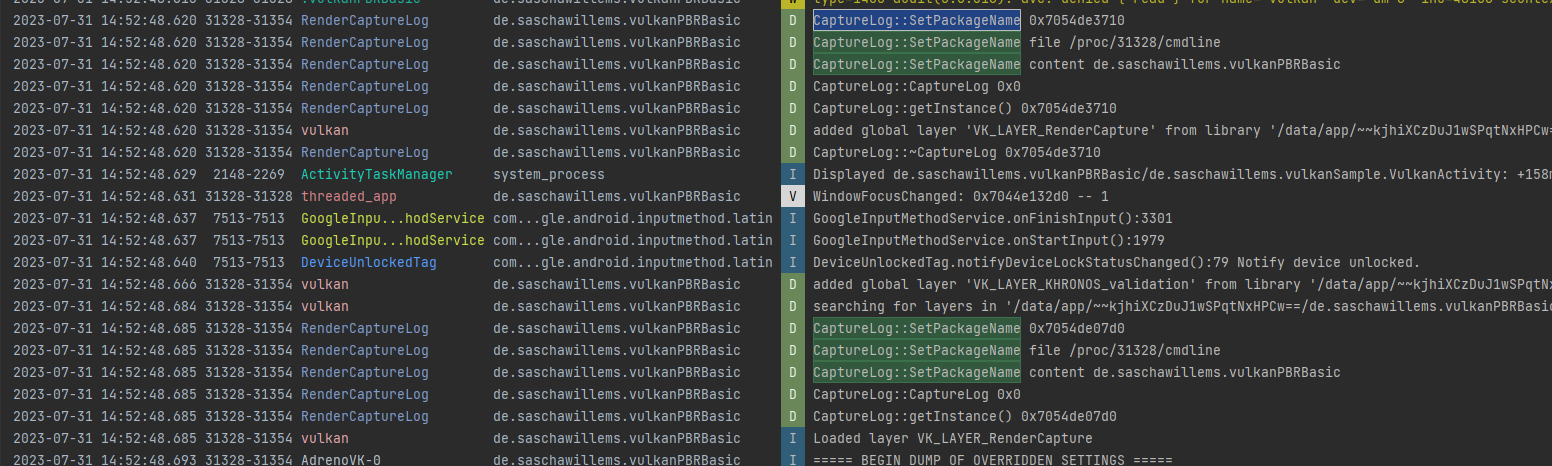 2023-07-31 14:52:48.620 31328-31354 RenderCaptureLog de.saschawillems.vulkanPBRBasic D CaptureLog::SetPackageName 0x7054de3710
2023-07-31 14:52:48.620 31328-31354 RenderCaptureLog de.saschawillems.vulkanPBRBasic D CaptureLog::SetPackageName file /proc/31328/cmdline
2023-07-31 14:52:48.620 31328-31354 RenderCaptureLog de.saschawillems.vulkanPBRBasic D CaptureLog::SetPackageName content de.saschawillems.vulkanPBRBasic
2023-07-31 14:52:48.620 31328-31354 RenderCaptureLog de.saschawillems.vulkanPBRBasic D CaptureLog::CaptureLog 0x0
2023-07-31 14:52:48.620 31328-31354 RenderCaptureLog de.saschawillems.vulkanPBRBasic D CaptureLog::getInstance() 0x7054de3710
2023-07-31 14:52:48.620 31328-31354 vulkan de.saschawillems.vulkanPBRBasic D added global layer 'VK_LAYER_RenderCapture' from library '/data/app/~~kjhiXCzDuJ1wSPqtNxHPCw=
2023-07-31 14:52:48.620 31328-31354 RenderCaptureLog de.saschawillems.vulkanPBRBasic D CaptureLog::~CaptureLog 0x7054de3710
2023-07-31 14:52:48.629 2148-2269 ActivityTaskManager system_process I Displayed de.saschawillems.vulkanPBRBasic/de.saschawillems.vulkanSample.VulkanActivity: +158m
2023-07-31 14:52:48.631 31328-31328 threaded_app de.saschawillems.vulkanPBRBasic V WindowFocusChanged: 0x7044e132d0 -- 1
2023-07-31 14:52:48.637 7513-7513 GoogleInpu...hodService com...gle.android.inputmethod.latin I GoogleInputMethodService.onFinishInput():3301
2023-07-31 14:52:48.637 7513-7513 GoogleInpu...hodService com...gle.android.inputmethod.latin I GoogleInputMethodService.onStartInput():1979
2023-07-31 14:52:48.640 7513-7513 DeviceUnlockedTag com...gle.android.inputmethod.latin I DeviceUnlockedTag.notifyDeviceLockStatusChanged():79 Notify device unlocked.
2023-07-31 14:52:48.666 31328-31354 vulkan de.saschawillems.vulkanPBRBasic D added global layer 'VK_LAYER_KHRONOS_validation' from library '/data/app/~~kjhiXCzDuJ1wSPqtNx
2023-07-31 14:52:48.684 31328-31354 vulkan de.saschawillems.vulkanPBRBasic D searching for layers in '/data/app/~~kjhiXCzDuJ1wSPqtNxHPCw==/de.saschawillems.vulkanPBRBasic
2023-07-31 14:52:48.685 31328-31354 RenderCaptureLog de.saschawillems.vulkanPBRBasic D CaptureLog::SetPackageName 0x7054de07d0
2023-07-31 14:52:48.685 31328-31354 RenderCaptureLog de.saschawillems.vulkanPBRBasic D CaptureLog::SetPackageName file /proc/31328/cmdline
2023-07-31 14:52:48.685 31328-31354 RenderCaptureLog de.saschawillems.vulkanPBRBasic D CaptureLog::SetPackageName content de.saschawillems.vulkanPBRBasic
2023-07-31 14:52:48.685 31328-31354 RenderCaptureLog de.saschawillems.vulkanPBRBasic D CaptureLog::CaptureLog 0x0
2023-07-31 14:52:48.685 31328-31354 RenderCaptureLog de.saschawillems.vulkanPBRBasic D CaptureLog::getInstance() 0x7054de07d0
2023-07-31 14:52:48.685 31328-31354 vulkan de.saschawillems.vulkanPBRBasic I Loaded layer VK_LAYER_RenderCapture
2023-07-31 14:52:48.693 31328-31354 AdrenoVK-0 de.saschawillems.vulkanPBRBasic I ===== BEGIN DUMP OF OVERRIDDEN SETTINGS =====